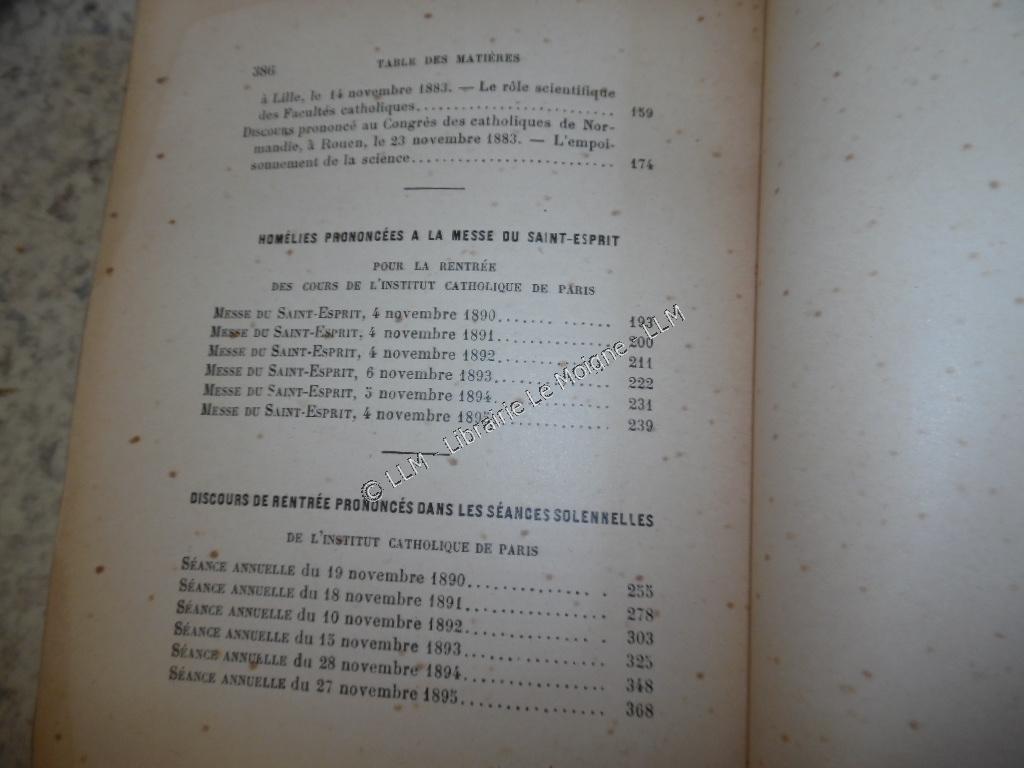 386 TABLE DES MATIÈRES
à Lille, le 14 novembre 1883. — Le rôle scientifique
des Facultés catholiques........................ 159
DISCOURS prononcé au Congrès des catholiques de Nor-
mandie, à Rouen, le 23 novembre 1883. — L'empoi-
sonnement de la science......................... 174
HOMÉLIES PRONONCÉES A LA MESSE DU SAINT-ESPRIT
POUR LA RENTRÉE
DES COURS DE L'INSTITUT CATHOLIQUE DE PARIS
MESSE DU SAINT-ESPRIT, 4 novembre 1890............. 193
MESSE DU SAINT-ESPRIT, 4 novembre 1891............. 200
MESSE DU SAINT-ESPRIT, 4 novembre 1892............. 211
MESSE DU SAINT-ESPRIT, 6 novembre 1893............. 222
MESSE DU SAINT-ESPRIT, 5 novembre 1894............. 231
MESSE DU SAINT-ESPRIT, 4 novembre 1895............. 239
© LLM - Librairie Le Moigne - LLM
DISCOURS DE RENTRÉE PRONONCÉS DANS LES SÉANCES SOLENNELLES
DE L'INSTITUT CATHOLIQUE DE PARIS
SÉANCE ANNUELLE du 19 novembre 1890............. 255
SÉANCE ANNUELLE du 18 novembre 1891............. 278
SÉANCE ANNUELLE du 10 novembre 1892............. 303
SÉANCE ANNUELLE du 15 novembre 1893............. 325
SÉANCE ANNUELLE du 28 novembre 1894............. 348
SÉANCE ANNUELLE du 27 novembre 1895............. 368